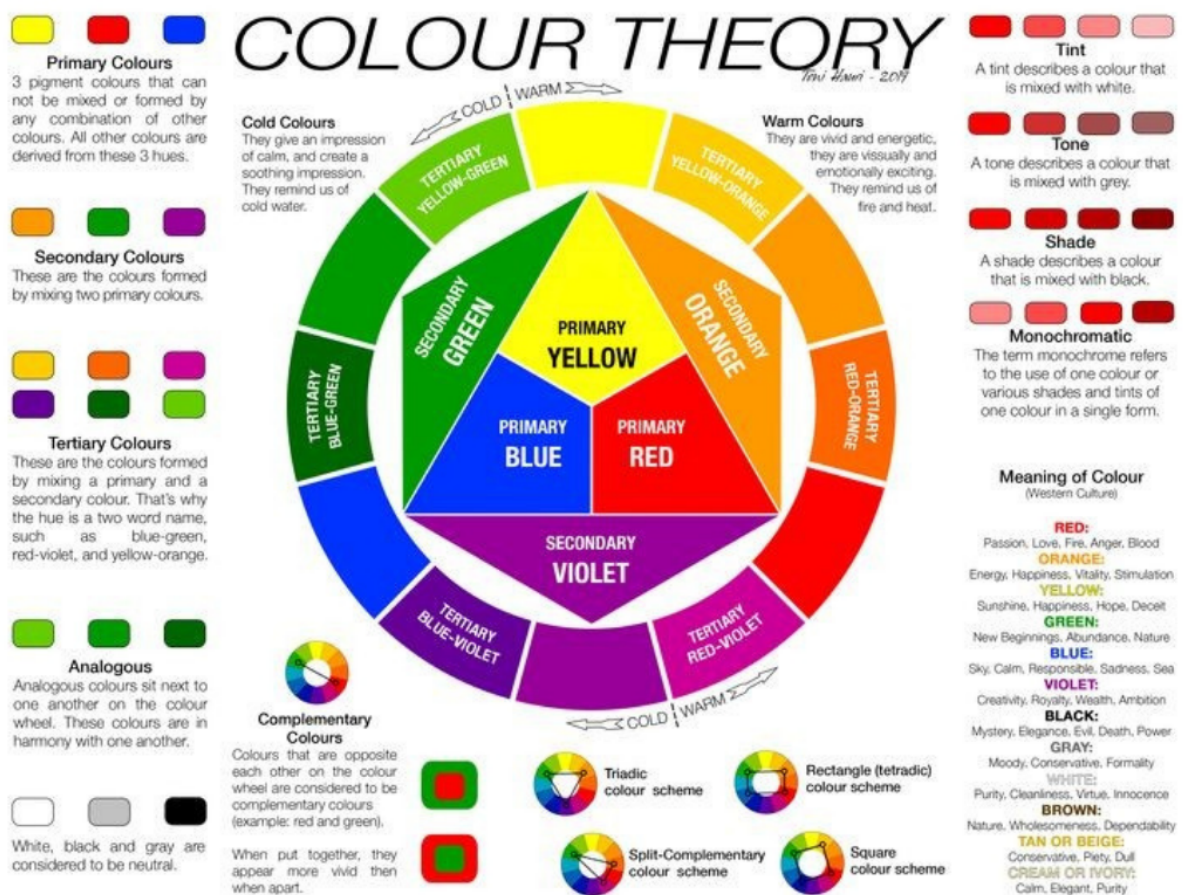 COLOUR THEORY
Toni Hawri - 2019
Primary Colours
3 pigment colours that can
not be mixed or formed by
any combination of other
colours. All other colours are
derived from these 3 hues.
Secondary Colours
These are the colours formed
by mixing two primary colours.
Tertiary Colours
These are the colours formed
by mixing a primary and a
secondary colour. That's why
the hue is a two word name,
such as blue-green,
red-violet, and yellow-orange.
Analogous
Analogous colours sit next to
one another on the colour
wheel. These colours are in
harmony with one another.
White, black and gray are
considered to be neutral.
Cold Colours
They give an impression
of calm, and create a
soothing impression.
They remind us of
cold water.
COLD
WARM
Warm Colours
They are vivid and energetic,
they are vissually and
emotionally exciting.
They remind us of
fire and heat.
TERTIARY
YELLOW-GREEN
TERTIARY
YELLOW-ORANGE
TERTIARY
BLUE-GREEN
TERTIARY
RED-ORANGE
TERTIARY
BLUE-VIOLET
TERTIARY
RED-VIOLET
SECONDARY
GREEN
SECONDARY
ORANGE
PRIMARY
YELLOW
PRIMARY
BLUE
PRIMARY
RED
SECONDARY
VIOLET
COLD
WARM
Complementary
Colours
Colours that are opposite
each other on the colour
wheel are considered to be
complementary colours
(example: red and green).
When put together, they
appear more vivid then
when apart.
Triadic
colour scheme
Rectangle (tetradic)
colour scheme
Split-Complementary
colour scheme
Square
colour scheme
Tint
A tint describes a colour that
is mixed with white.
Tone
A tone describes a colour that
is mixed with grey.
Shade
A shade describes a colour
that is mixed with black.
Monochromatic
The term monochrome refers
to the use of one colour or
various shades and tints of
one colour in a single form.
Meaning of Colour
(Western Culture)
RED:
Passion, Love, Fire, Anger, Blood
ORANGE:
Energy, Happiness, Vitality, Stimulation
YELLOW:
Sunshine, Happiness, Hope, Deceit
GREEN:
New Beginnings, Abundance, Nature
BLUE:
Sky, Calm, Responsible, Sadness, Sea
VIOLET:
Creativity, Royalty, Wealth, Ambition
BLACK:
Mystery, Elegance, Evil, Death, Power
GRAY:
Moody, Conservative, Formality
WHITE:
Purity, Cleanliness, Virtue, Innocence
BROWN:
Nature, Wholesomeness, Dependability
TAN OR BEIGE:
Conservative, Piety, Dull
CREAM OR IVORY:
Calm, Elegant, Purity